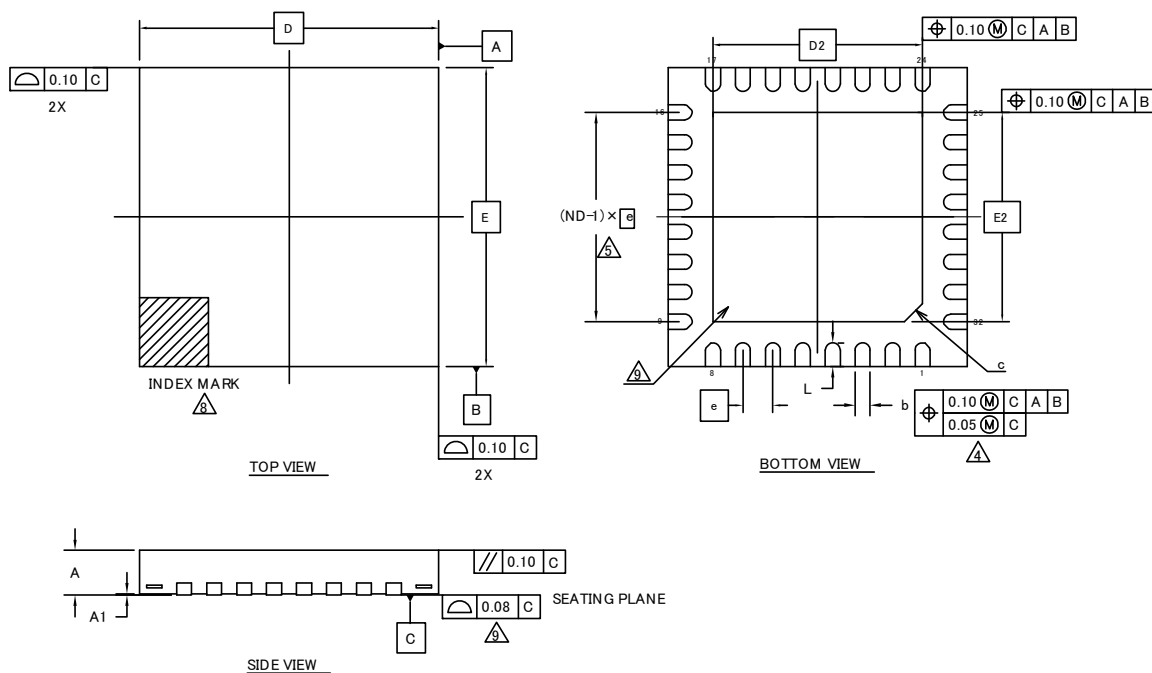 D
A
0.10 C
2X
E
INDEX MARK
8
B
0.10 C
2X
TOP VIEW
D2
0.10 M C A B
17
24
0.10 M C A B
16
25
(ND-1) × e
5
E2
9
32
9
8
1
L
c
e
b
0.10 M C A B
0.05 M C
4
BOTTOM VIEW
A
0.10 C
A1
SEATING PLANE
0.08 C
9
C
SIDE VIEW